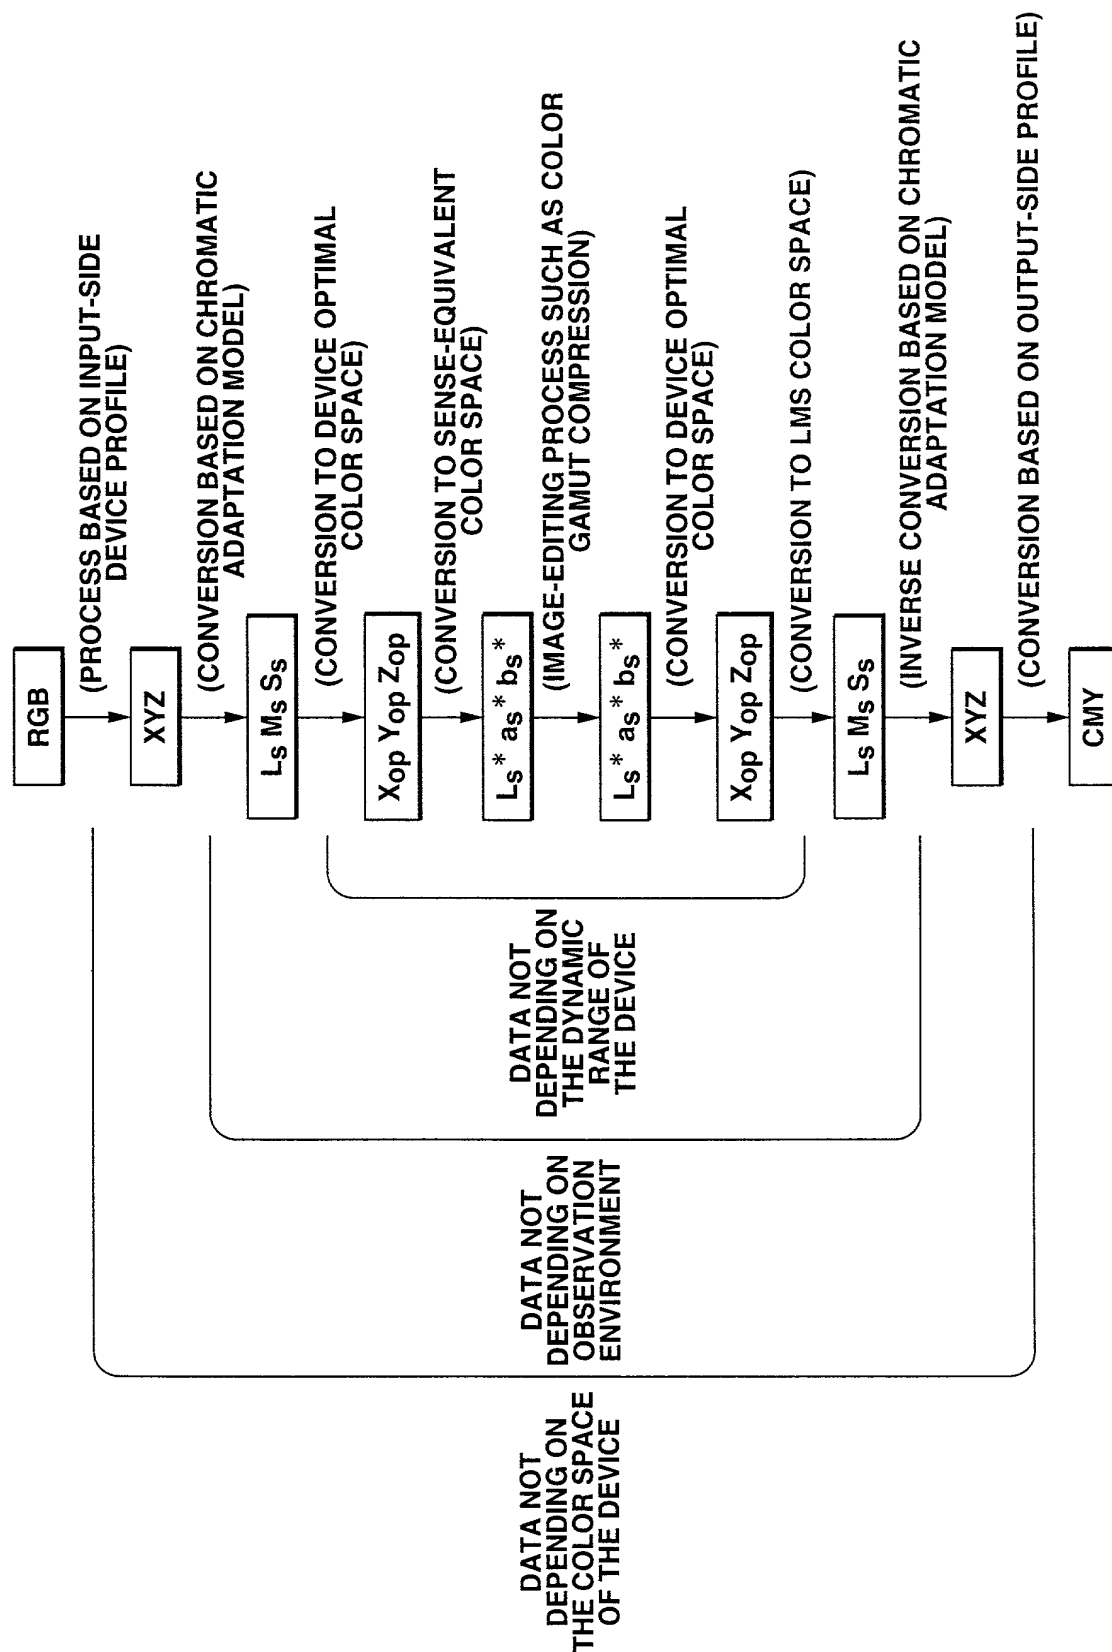 RGB
(PROCESS BASED ON INPUT-SIDE
DEVICE PROFILE)
XYZ
(CONVERSION BASED ON CHROMATIC
ADAPTATION MODEL)
Ls Ms Ss
(CONVERSION TO DEVICE OPTIMAL
COLOR SPACE)
Xop Yop Zop
(CONVERSION TO SENSE-EQUIVALENT
COLOR SPACE)
Ls* as* bs*
(IMAGE-EDITING PROCESS SUCH AS COLOR
GAMUT COMPRESSION)
Ls* as* bs*
(CONVERSION TO DEVICE OPTIMAL
COLOR SPACE)
Xop Yop Zop
(CONVERSION TO LMS COLOR SPACE)
Ls Ms Ss
(INVERSE CONVERSION BASED ON CHROMATIC
ADAPTATION MODEL)
XYZ
(CONVERSION BASED ON OUTPUT-SIDE PROFILE)
CMY
DATA NOT
DEPENDING ON
THE DYNAMIC
RANGE OF
THE DEVICE
DATA NOT
DEPENDING ON
OBSERVATION
ENVIRONMENT
DATA NOT
DEPENDING ON
THE COLOR SPACE
OF THE DEVICE